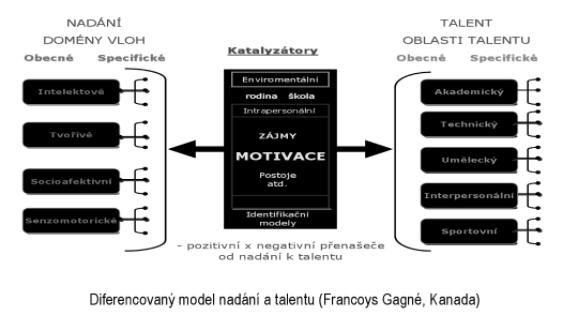 NADÁNÍ
DOMÉNY VLOH
Obecné Specifické
Intelektové
Tvořivé
Socioafektivní
Senzomotorické
Katalyzátory
Enviromentální
rodina škola
Intrapersonální
ZÁJMY
MOTIVACE
Postoje
atd.
Identifikační
modely
- pozitivní x negativní přenašeče
od nadání k talentu
TALENT
OBLASTI TALENTU
Obecné Specifické
Akademický
Technický
Umělecký
Interpersonální
Sportovní
Diferencovaný model nadání a talentu (Francoys Gagné, Kanada)